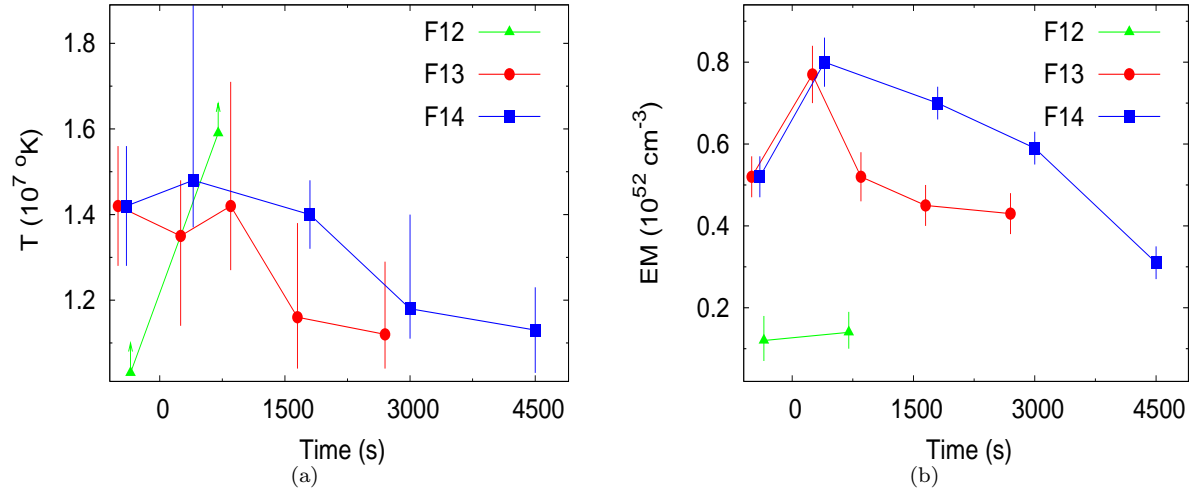 F12
F13
F14
1.8
1.6
1.4
1.2
T (10^7 °K)
0 1500 3000 4500
Time (s)
(a)
F12
F13
F14
0.8
0.6
0.4
0.2
EM (10^52 cm^-3)
0 1500 3000 4500
Time (s)
(b)